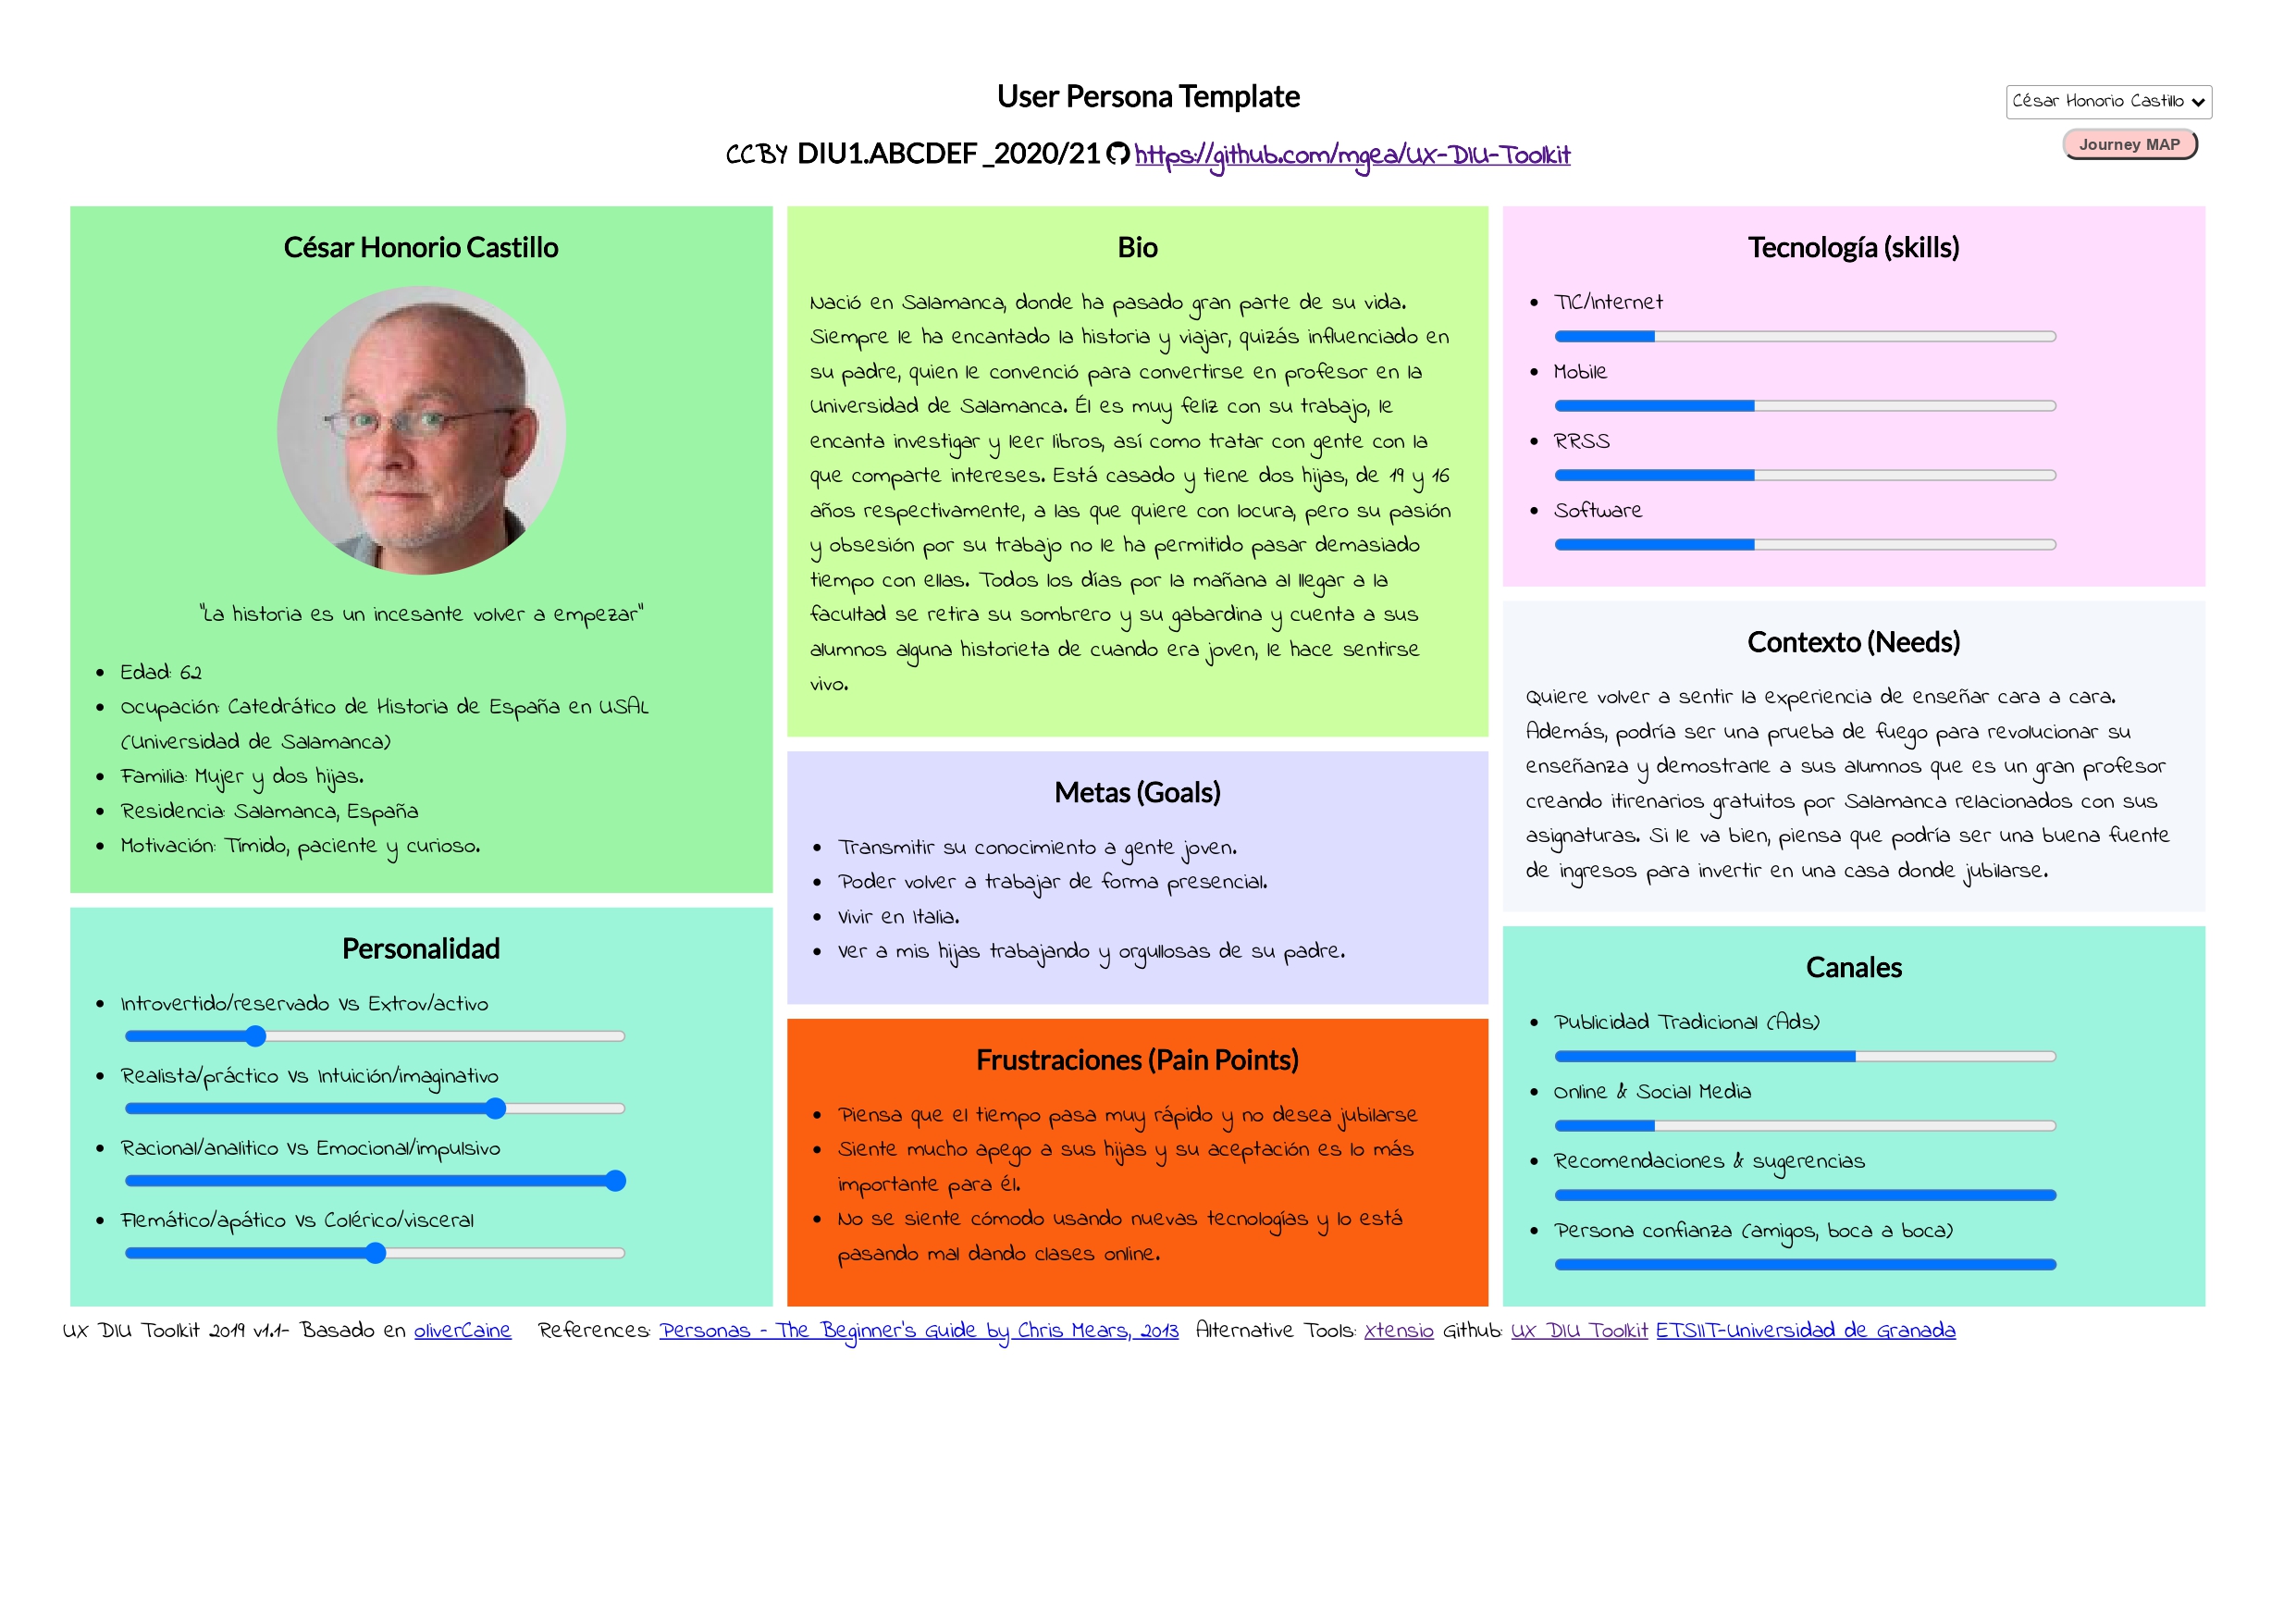 User Persona Template
César Honorio Castillo
CCBY DIU1.ABCDEF _2020/21 https://github.com/mgea/UX-DIU-Toolkit
Journey MAP
César Honorio Castillo
"La historia es un incesante volver a empezar"
Edad: 62
Ocupación: Catedrático de Historia de España en USAL
(Universidad de Salamanca)
Familia: Mujer y dos hijas.
Residencia: Salamanca, España
Motivación: Tímido, paciente y curioso.
Personalidad
Introvertido/reservado Vs Extrov/activo
Realista/práctico Vs Intuición/imaginativo
Racional/analitico Vs Emocional/impulsivo
Flemático/apático Vs Colérico/visceral
Bio
Nació en Salamanca, donde ha pasado gran parte de su vida.
Siempre le ha encantado la historia y viajar, quizás influenciado en
su padre, quien le convenció para convertirse en profesor en la
Universidad de Salamanca. Él es muy feliz con su trabajo, le
encanta investigar y leer libros, así como tratar con gente con la
que comparte intereses. Está casado y tiene dos hijas, de 19 y 16
años respectivamente, a las que quiere con locura, pero su pasión
y obsesión por su trabajo no le ha permitido pasar demasiado
tiempo con ellas. Todos los días por la mañana al llegar a la
facultad se retira su sombrero y su gabardina y cuenta a sus
alumnos alguna historieta de cuando era joven, le hace sentirse
vivo.
Metas (Goals)
Transmitir su conocimiento a gente joven.
Poder volver a trabajar de forma presencial.
Vivir en Italia.
Ver a mis hijas trabajando y orgullosas de su padre.
Frustraciones (Pain Points)
Piensa que el tiempo pasa muy rápido y no desea jubilarse
Siente mucho apego a sus hijas y su aceptación es lo más
importante para él.
No se siente cómodo usando nuevas tecnologías y lo está
pasando mal dando clases online.
Tecnología (skills)
TIC/Internet
Mobile
RRSS
Software
Contexto (Needs)
Quiere volver a sentir la experiencia de enseñar cara a cara.
Además, podría ser una prueba de fuego para revolucionar su
enseñanza y demostrarle a sus alumnos que es un gran profesor
creando itirenarios gratuitos por Salamanca relacionados con sus
asignaturas. Si le va bien, piensa que podría ser una buena fuente
de ingresos para invertir en una casa donde jubilarse.
Canales
Publicidad Tradicional (Ads)
Online & Social Media
Recomendaciones & sugerencias
Persona confianza (amigos, boca a boca)
UX DIU Toolkit 2019 v1.1- Basado en oliverCaine References: Personas - The Beginner's Guide by Chris Mears, 2013 Alternative Tools: Xtensio Github: UX DIU Toolkit ETSIIT-Universidad de Granada